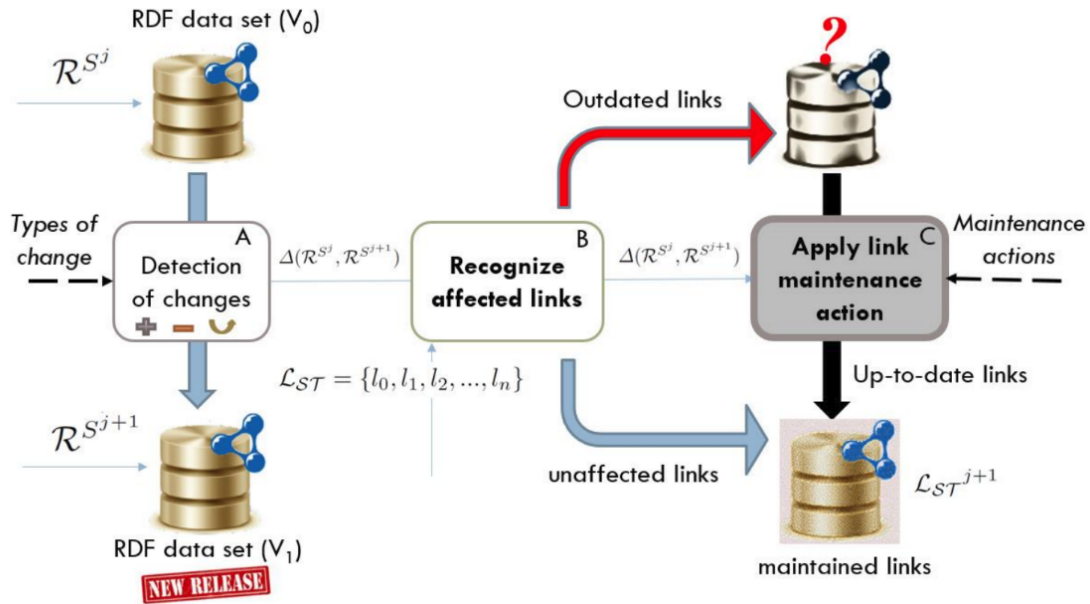 RDF data set (V₀)
𝓡^{S^j}
Outdated links
?
Types of
change
A
Detection
of changes
Δ(𝓡^{S^j}, 𝓡^{S^{j+1}})
B
Recognize
affected links
Δ(𝓡^{S^j}, 𝓡^{S^{j+1}})
C
Apply link
maintenance
action
Maintenance
actions
𝓛_{𝓢𝓣} = {l₀, l₁, l₂, ..., lₙ}
Up-to-date links
𝓡^{S^{j+1}}
unaffected links
𝓛_{𝓢𝓣}^{j+1}
RDF data set (V₁)
maintained links
NEW RELEASE